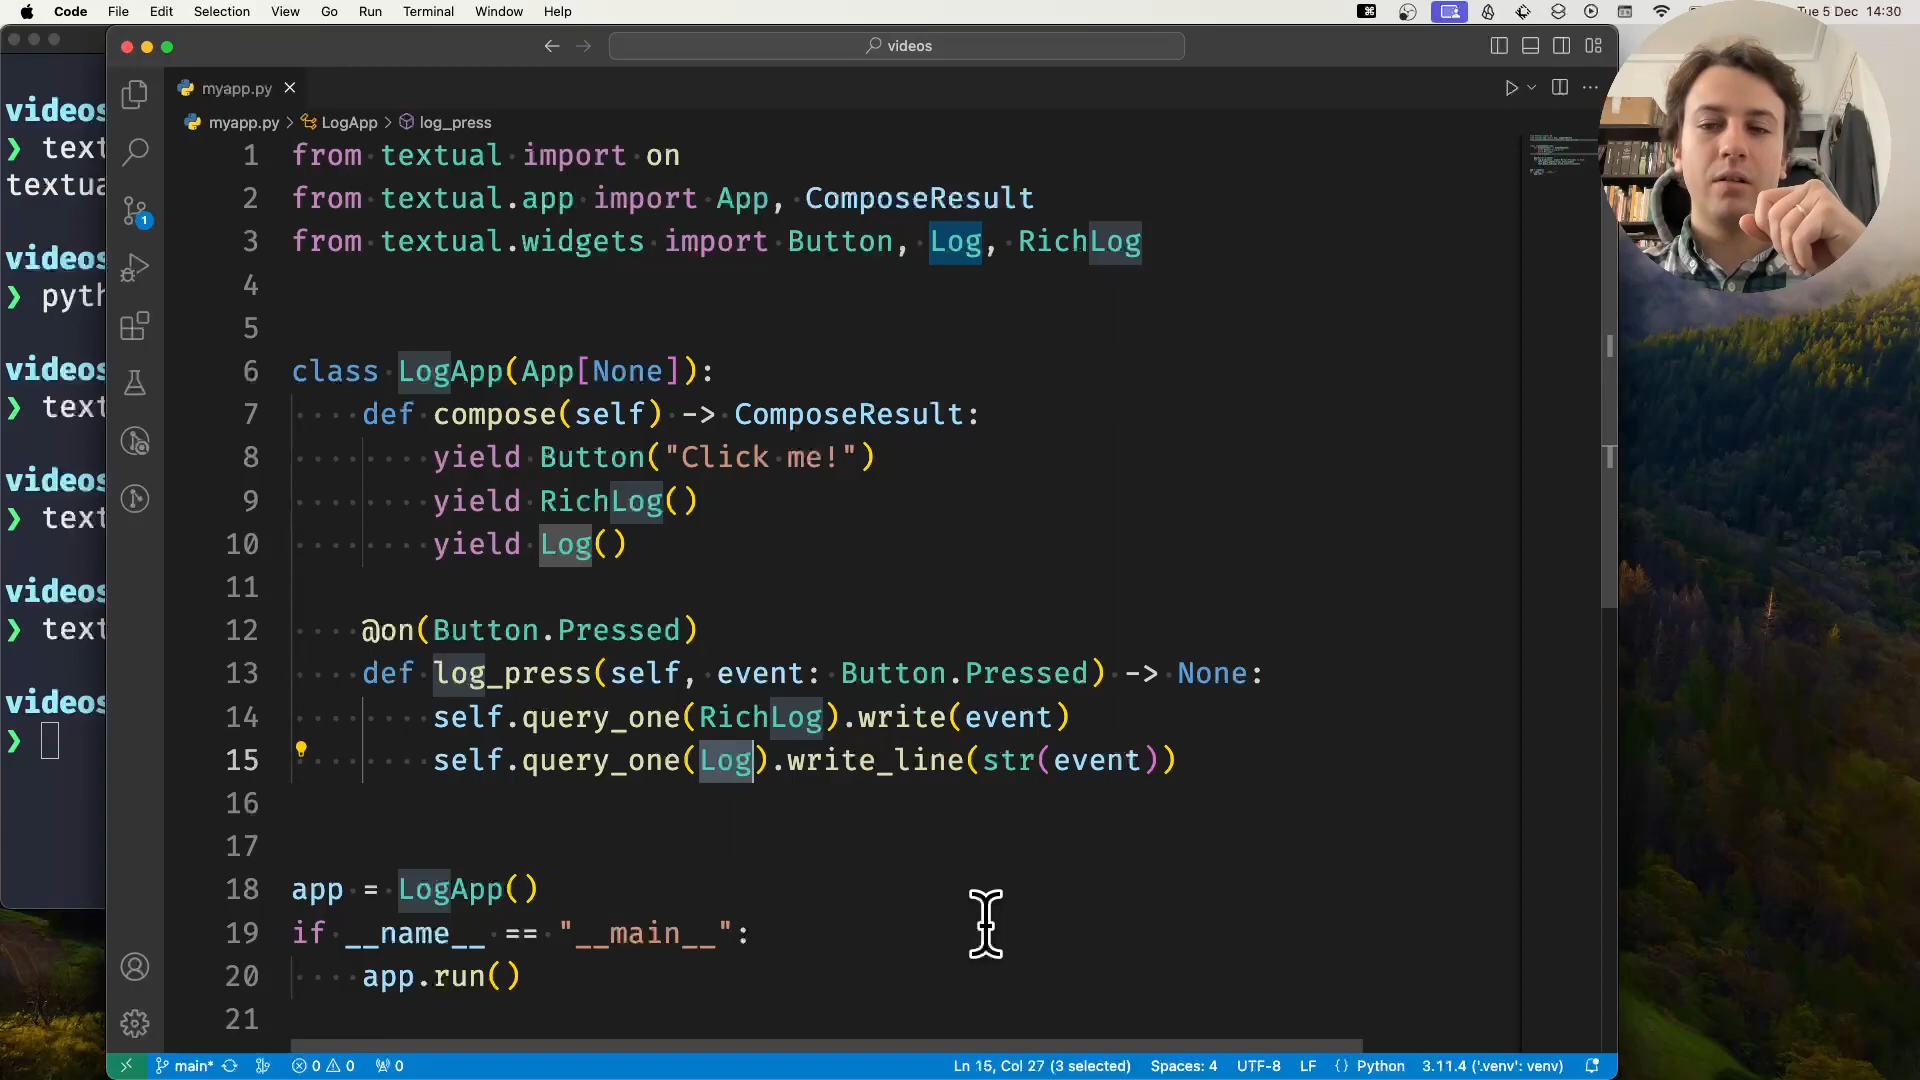 Code File Edit Selection View Go Run Terminal Window Help
Tue 5 Dec 14:30
videos
myapp.py
myapp.py > LogApp > log_press
videos
❯ text
textua
videos
❯ pyth
videos
❯ text
videos
❯ text
videos
❯ text
videos
❯
1
1 from textual import on
2 from textual.app import App, ComposeResult
3 from textual.widgets import Button, Log, RichLog
4
5
6 class LogApp(App[None]):
7 def compose(self) -> ComposeResult:
8 yield Button("Click me!")
9 yield RichLog()
10 yield Log()
11
12 @on(Button.Pressed)
13 def log_press(self, event: Button.Pressed) -> None:
14 self.query_one(RichLog).write(event)
15 self.query_one(Log).write_line(str(event))
16
17
18 app = LogApp()
19 if __name__ == "__main__":
20 app.run()
21
main* 0 0 0 Ln 15, Col 27 (3 selected) Spaces: 4 UTF-8 LF Python 3.11.4 ('.venv': venv)